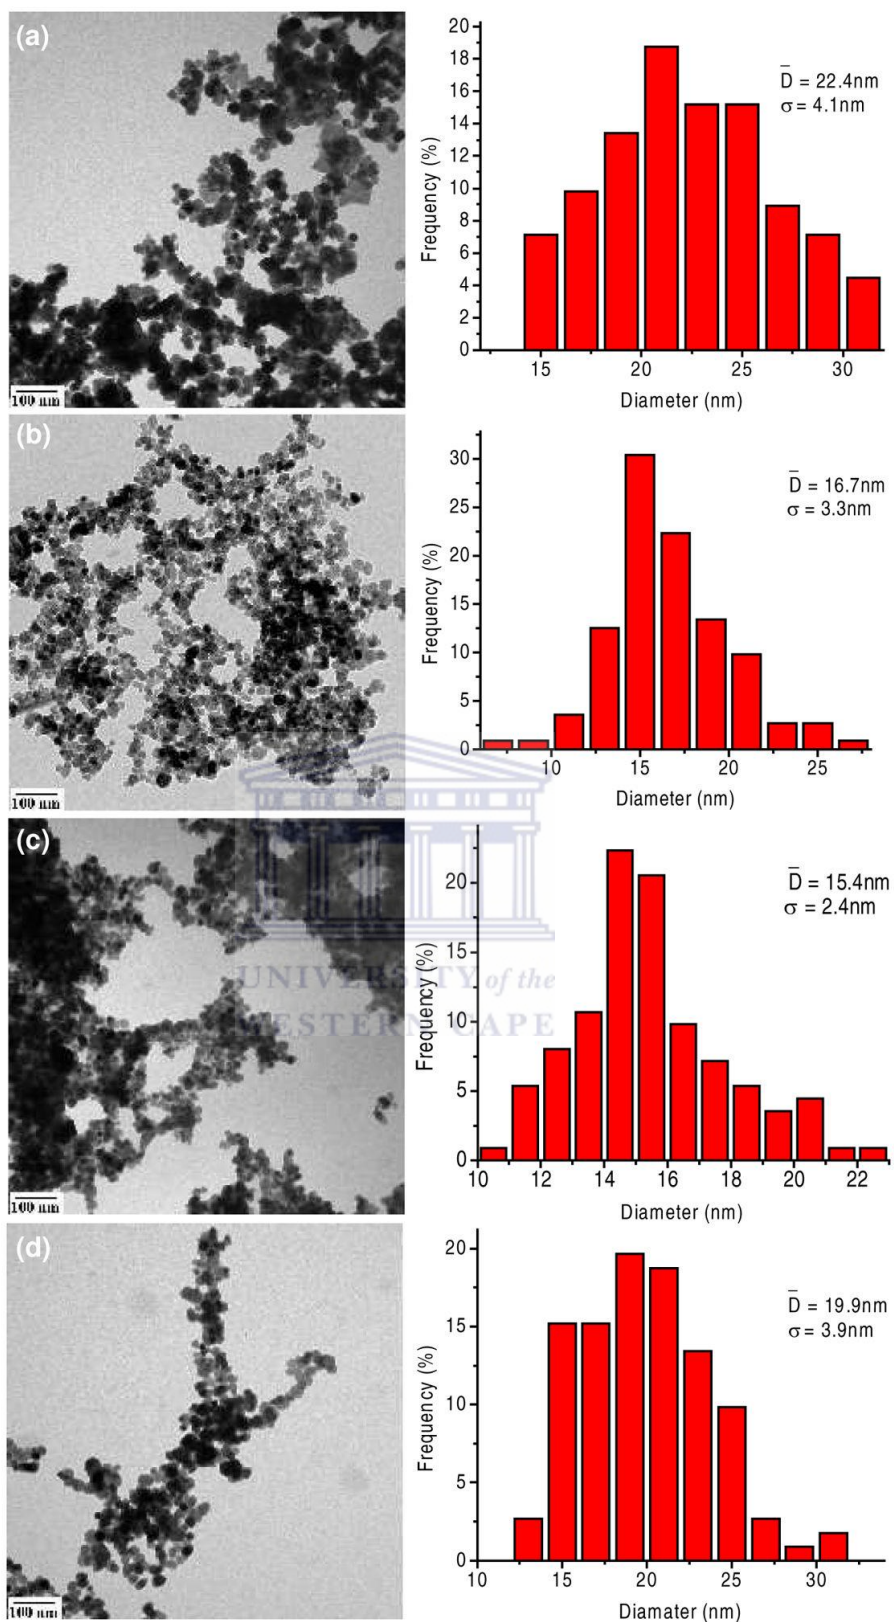 (a)
100 nm
20
18
16
14
12
10
8
6
4
2
0
Frequency (%)
D̅ = 22.4nm
σ = 4.1nm
15 20 25 30
Diameter (nm)
(b)
100 nm
30
25
20
15
10
5
0
Frequency (%)
D̅ = 16.7nm
σ = 3.3nm
10 15 20 25
Diameter (nm)
(c)
100 nm
20
15
10
5
0
Frequency (%)
D̅ = 15.4nm
σ = 2.4nm
10 12 14 16 18 20 22
Diameter (nm)
UNIVERSITY of the
WESTERN CAPE
(d)
100 nm
20
15
10
5
0
Frequency (%)
D̅ = 19.9nm
σ = 3.9nm
10 15 20 25 30
Diamater (nm)